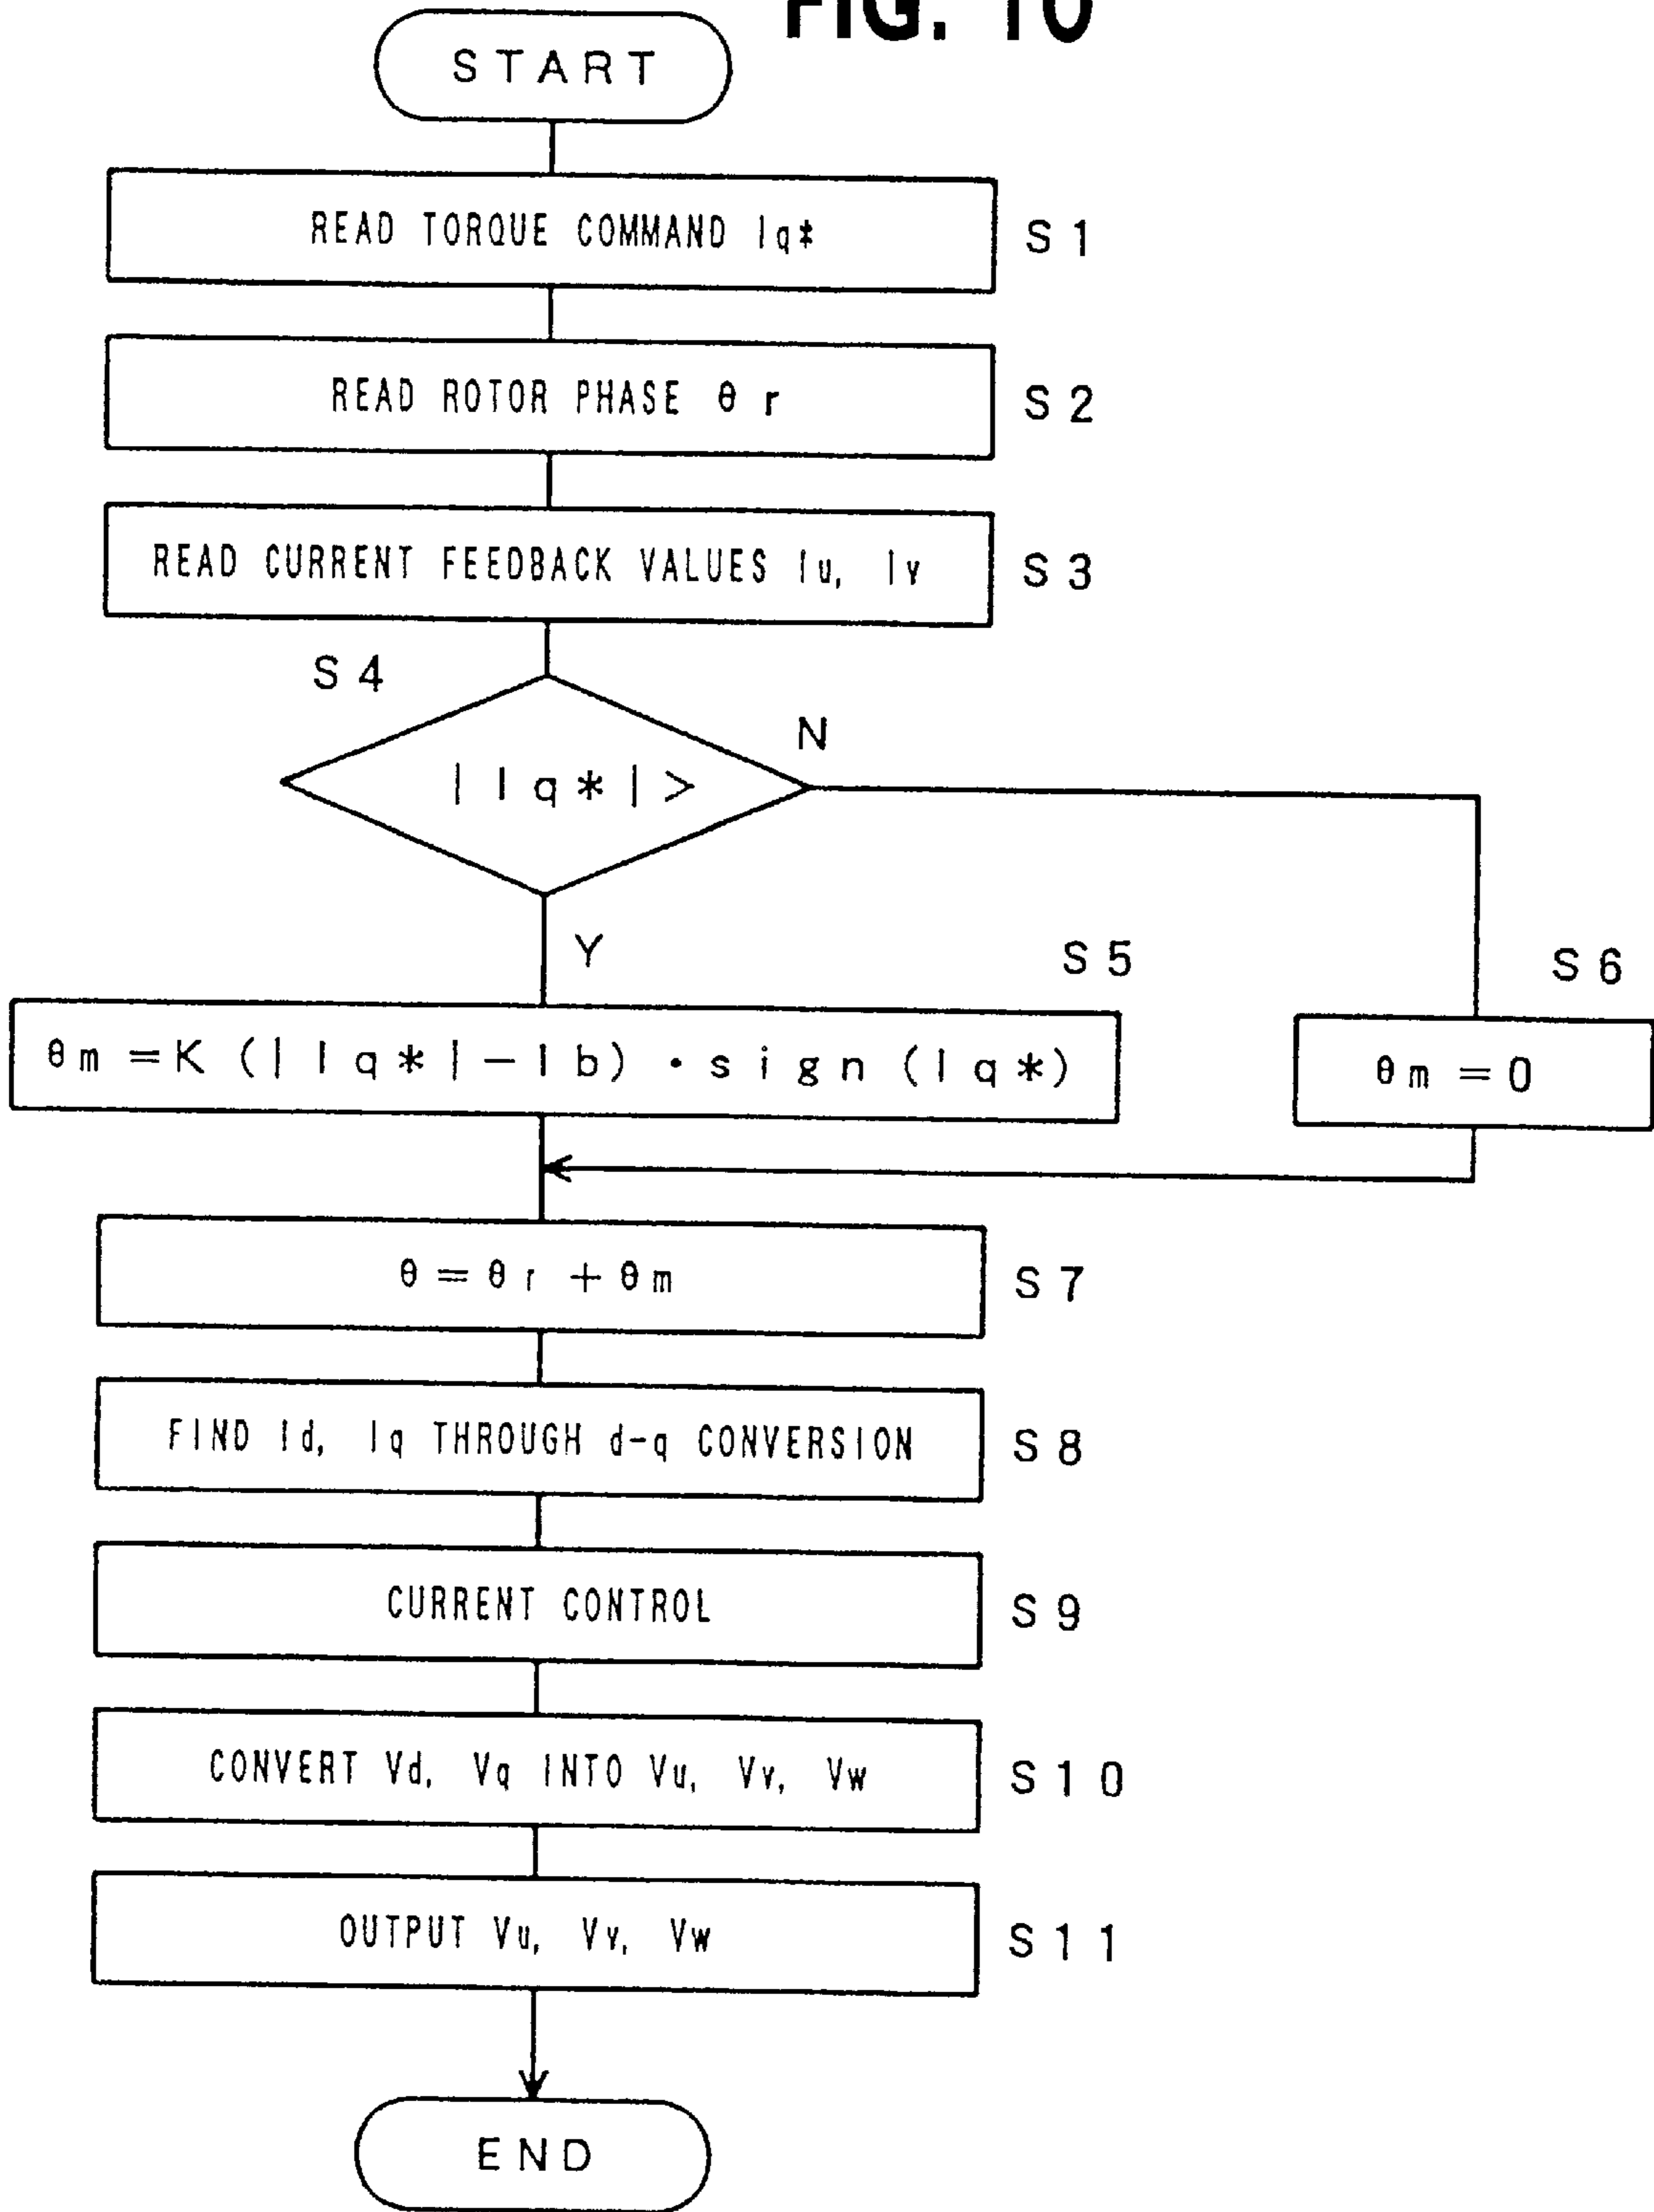 FIG. 10
START
READ TORQUE COMMAND Iq*
S1
READ ROTOR PHASE θr
S2
READ CURRENT FEEDBACK VALUES Iu, Iv
S3
S4
N
|Iq*|>
Y
S5
S6
θm=K(|Iq*|-Ib)・sign(Iq*)
θm=0
θ=θr+θm
S7
FIND Id, Iq THROUGH d-q CONVERSION
S8
CURRENT CONTROL
S9
CONVERT Vd, Vq INTO Vu, Vv, Vw
S10
OUTPUT Vu, Vv, Vw
S11
END